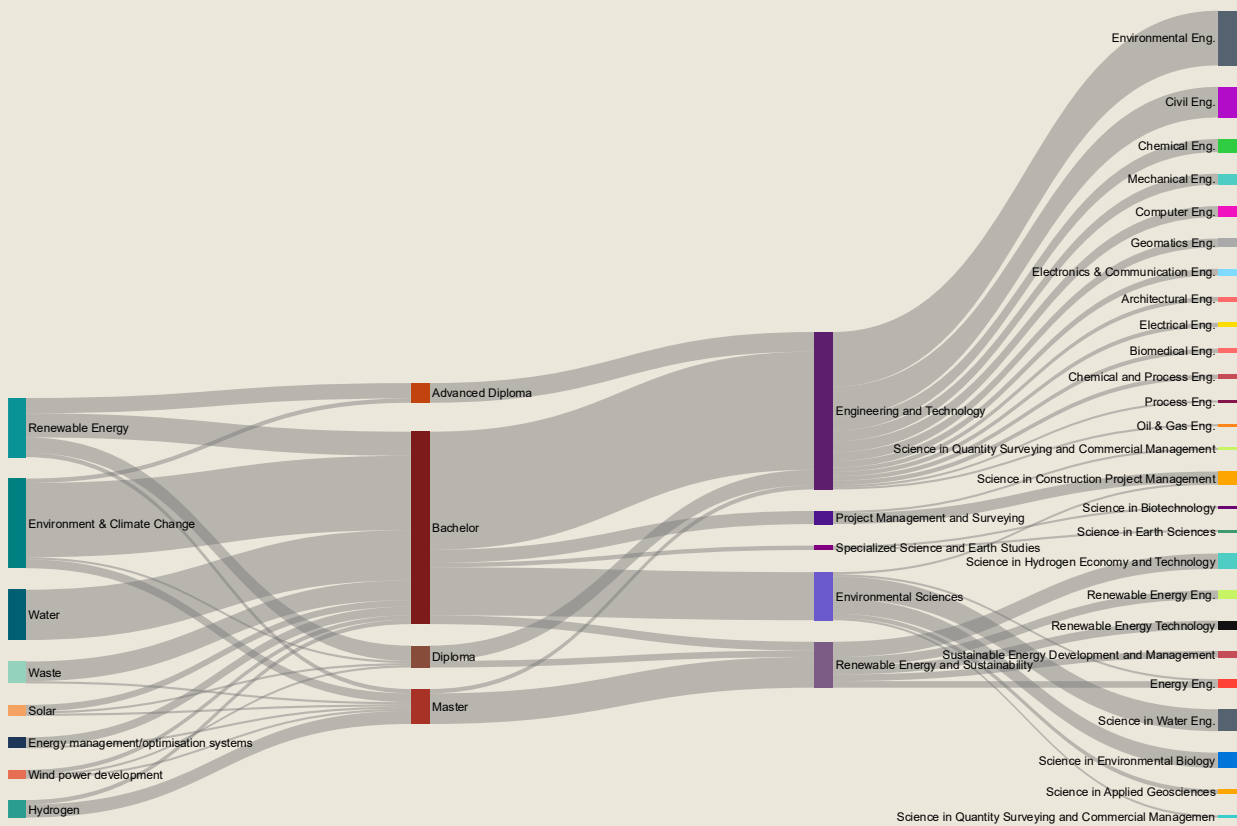 Renewable Energy
Environment & Climate Change
Water
Waste
Solar
Energy management/optimisation systems
Wind power development
Hydrogen
Advanced Diploma
Bachelor
Diploma
Master
Engineering and Technology
Project Management and Surveying
Specialized Science and Earth Studies
Environmental Sciences
Renewable Energy and Sustainability
Environmental Eng.
Civil Eng.
Chemical Eng.
Mechanical Eng.
Computer Eng.
Geomatics Eng.
Electronics & Communication Eng.
Architectural Eng.
Electrical Eng.
Biomedical Eng.
Chemical and Process Eng.
Process Eng.
Oil & Gas Eng.
Science in Quantity Surveying and Commercial Management
Science in Construction Project Management
Science in Biotechnology
Science in Earth Sciences
Science in Hydrogen Economy and Technology
Renewable Energy Eng.
Renewable Energy Technology
Sustainable Energy Development and Management
Energy Eng.
Science in Water Eng.
Science in Environmental Biology
Science in Applied Geosciences
Science in Quantity Surveying and Commercial Managemen